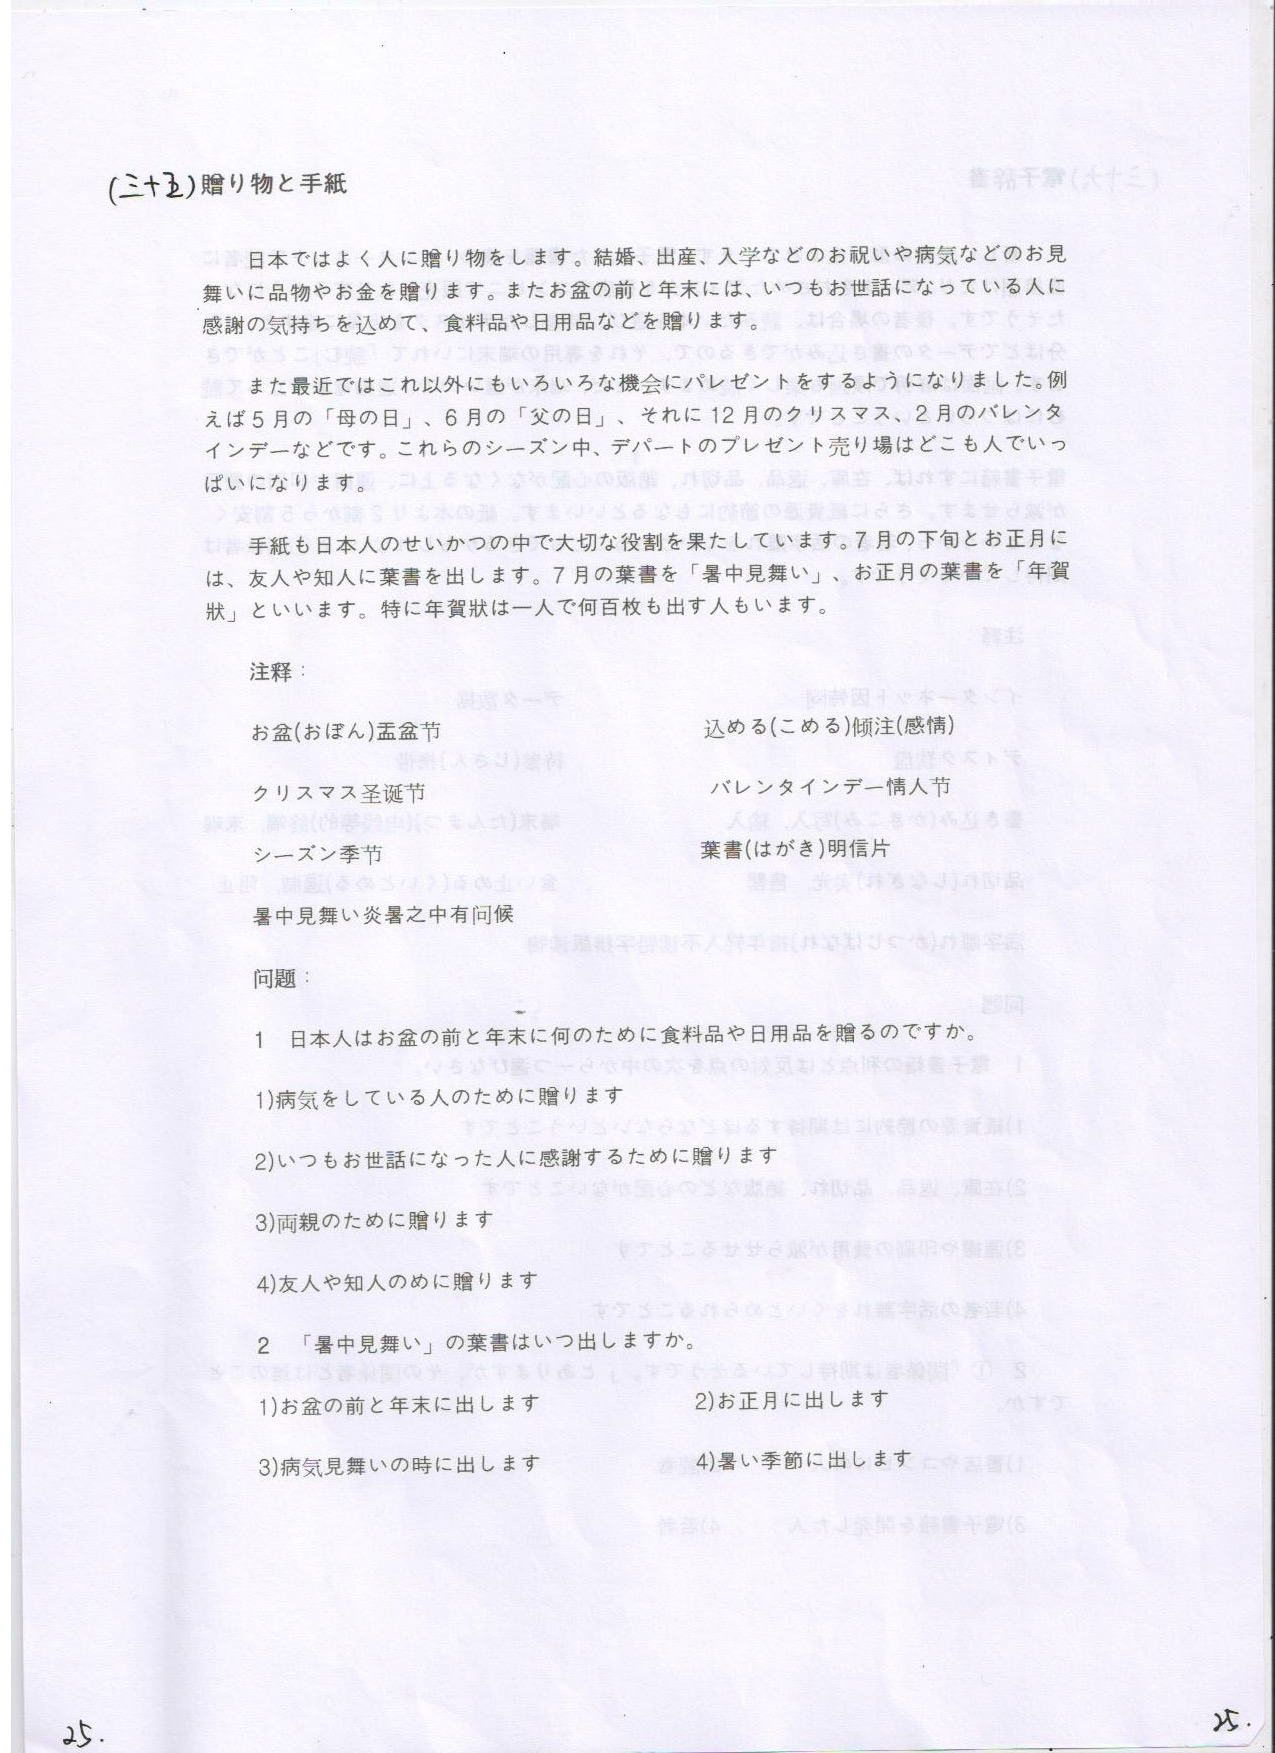 (三十五)贈り物と手紙
日本ではよく人に贈り物をします。結婚、出産、入学などのお祝いや病気などのお見
舞いに品物やお金を贈ります。またお盆の前と年末には、いつもお世話になっている人に
感谢の気持ちを込めて、食料品や日用品などを贈ります。
また最近ではこれ以外にもいろいろな機会にパレゼントをするようになりました。例
えば5月の「母の日」、6月の「父の日」、それに12月のクリスマス、2月のバレンタ
インデーなどです。これらのシーズン中、デパートのプレゼント売り場はどこも人でいっ
ぱいになります。
手紙も日本人のせいかつの中で大切な役割を果たしています。7月の下旬とお正月に
は、友人や知人に葉書を出します。7月の葉書を「暑中見舞い」、お正月の葉書を「年賀
狀」といいます。特に年賀狀は一人で何百枚も出す人もいます。
注释：
お盆(おぼん)盂盆节　　込める(こめる)倾注(感情)
クリスマス圣诞节　　バレンタインデー情人节
シーズン季节　　葉書(はがき)明信片
暑中見舞い炎暑之中有问候
问题：
1　日本人はお盆の前と年末に何のために食料品や日用品を贈るのですか。
1)病気をしている人のために贈ります
2)いつもお世話になった人に感謝するために贈ります
3)両親のために贈ります
4)友人や知人のめに贈ります
2　「暑中見舞い」の葉書はいつ出しますか。
1)お盆の前と年末に出します　　2)お正月に出します
3)病気見舞いの時に出します　　4)暑い季節に出します
25.　　25.